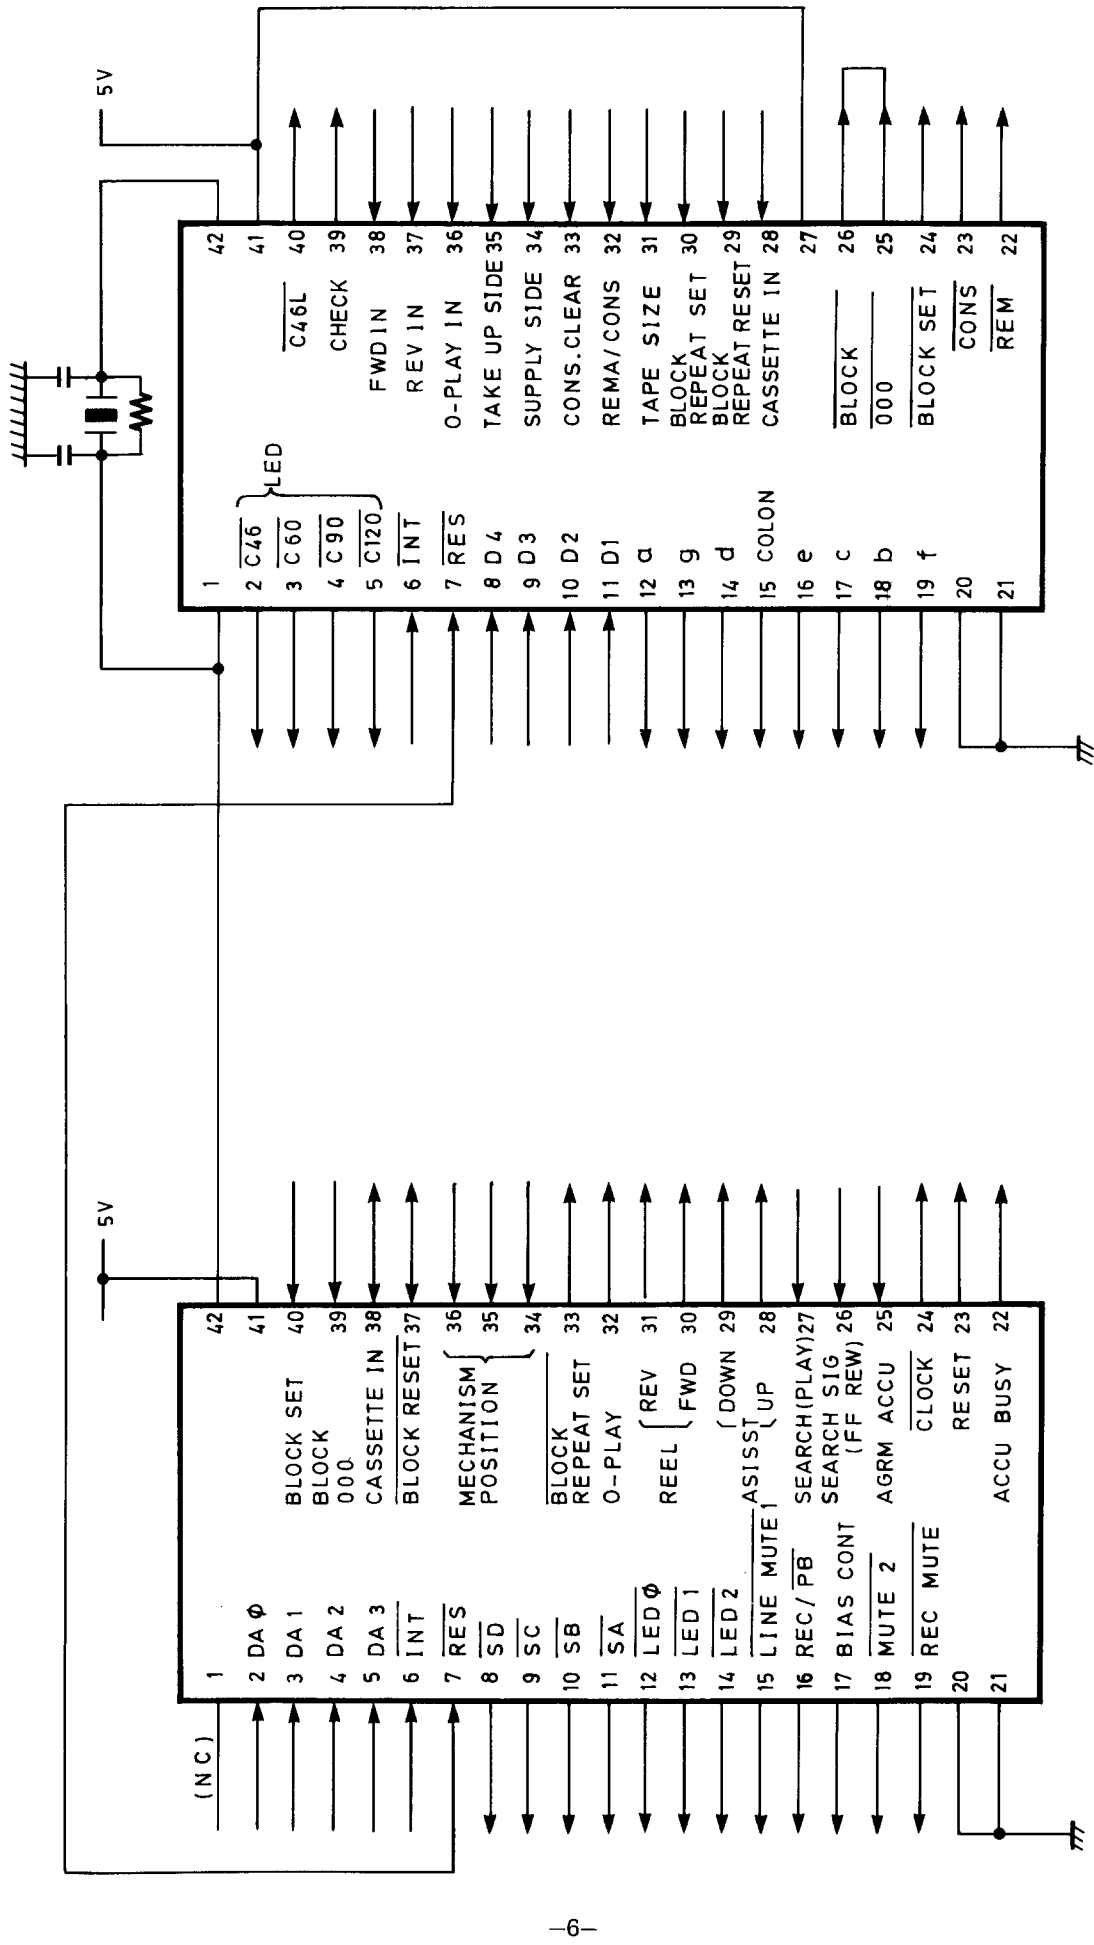 5V
42
41
40 C46L
39 CHECK
38 FWD IN
37 REV IN
36 O-PLAY IN
35 TAKE UP SIDE
34 SUPPLY SIDE
33 CONS.CLEAR
32 REMA/CONS
31 TAPE SIZE
30 BLOCK
REPEAT SET
29 BLOCK
REPEAT RESET
28 CASSETTE IN
27
26 BLOCK
25 000
24 BLOCK SET
23 CONS
22 REM
1
2 C46
3 C60
4 C90
5 C120
LED
6 INT
7 RES
8 D4
9 D3
10 D2
11 D1
12 a
13 g
14 d
15 COLON
16 e
17 c
18 b
19 f
20
21
5V
42
41
40 BLOCK SET
39 BLOCK
000
38 CASSETTE IN
37 BLOCK RESET
36
35 MECHANISM
POSITION
34
33 BLOCK
REPEAT SET
32 O-PLAY
31 REV
REEL
30 FWD
29 DOWN
ASISST
28 UP
27 SEARCH(PLAY)
26 SEARCH SIG
(FF REW)
25 AGRM ACCU
24 CLOCK
23 RESET
22 ACCU BUSY
(NC)
1
2 DAΦ
3 DA1
4 DA2
5 DA3
6 INT
7 RES
8 SD
9 SC
10 SB
11 SA
12 LEDΦ
13 LED1
14 LED2
15 LINE MUTE1
16 REC/PB
17 BIAS CONT
18 MUTE 2
19 REC MUTE
20
21
—6—